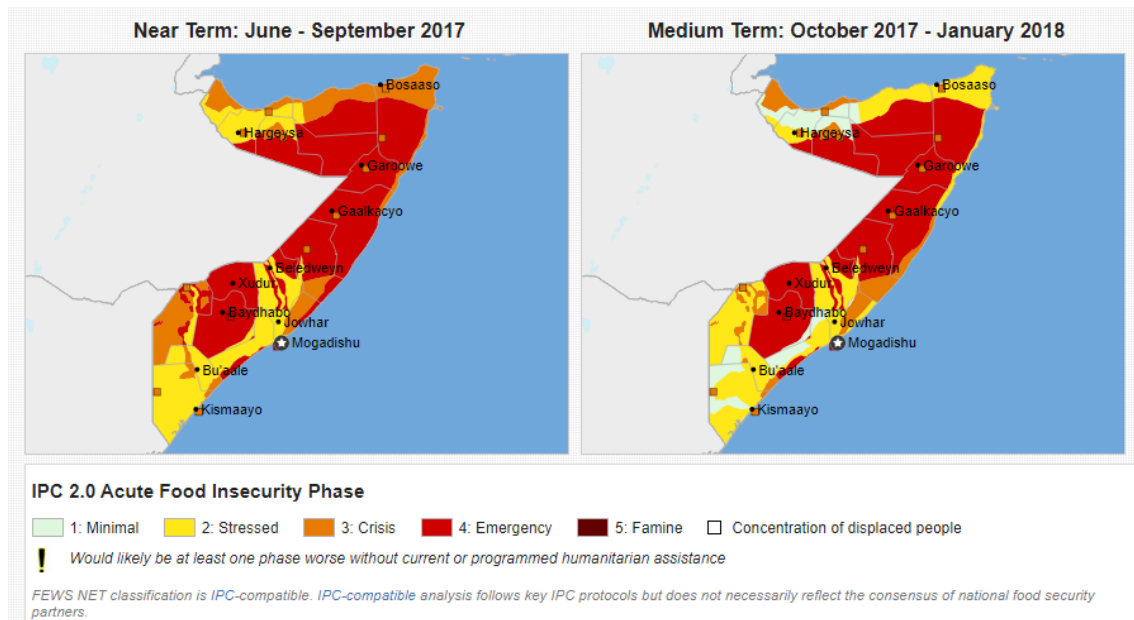 Near Term: June - September 2017
Medium Term: October 2017 - January 2018
Bosaaso
Hargeysa
Garoowe
Gaalkacyo
Beledweyn
Xudur
Baydhabo
Jowhar
Mogadishu
Bu'aale
Kismaayo
Bosaaso
Hargeysa
Garoowe
Gaalkacyo
Beledweyn
Xudur
Baydhabo
Jowhar
Mogadishu
Bu'aale
Kismaayo
IPC 2.0 Acute Food Insecurity Phase
1: Minimal 2: Stressed 3: Crisis 4: Emergency 5: Famine Concentration of displaced people
! Would likely be at least one phase worse without current or programmed humanitarian assistance
FEWS NET classification is IPC-compatible. IPC-compatible analysis follows key IPC protocols but does not necessarily reflect the consensus of national food security
partners.